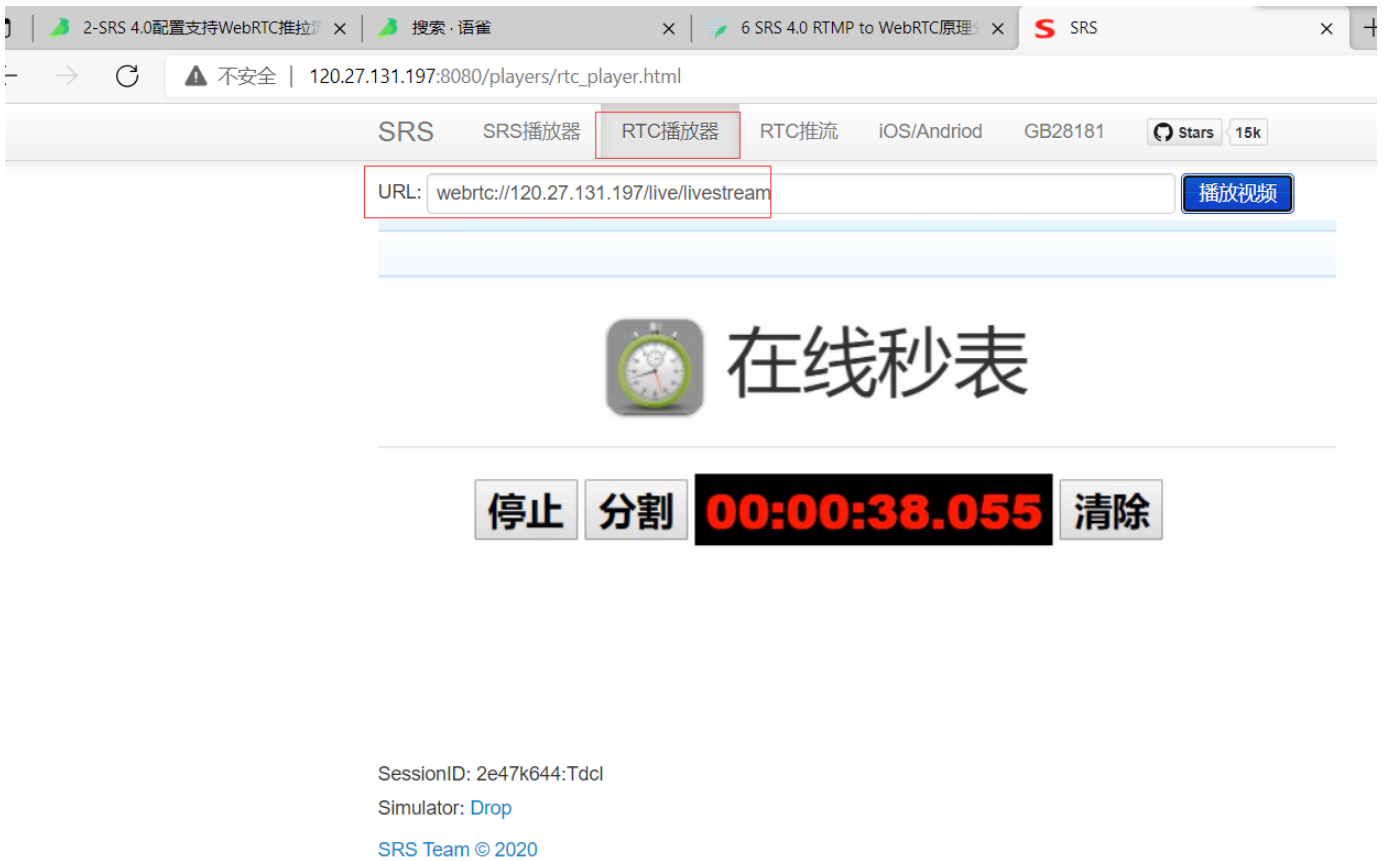 2-SRS 4.0配置支持WebRTC推拉流
搜索 · 语雀
6 SRS 4.0 RTMP to WebRTC原理
SRS
不安全 | 120.27.131.197:8080/players/rtc_player.html
SRS SRS播放器 RTC播放器 RTC推流 iOS/Andriod GB28181 Stars 15k
URL: webrtc://120.27.131.197/live/livestream 播放视频
在线秒表
停止 分割 00:00:38.055 清除
SessionID: 2e47k644:Tdcl
Simulator: Drop
SRS Team © 2020